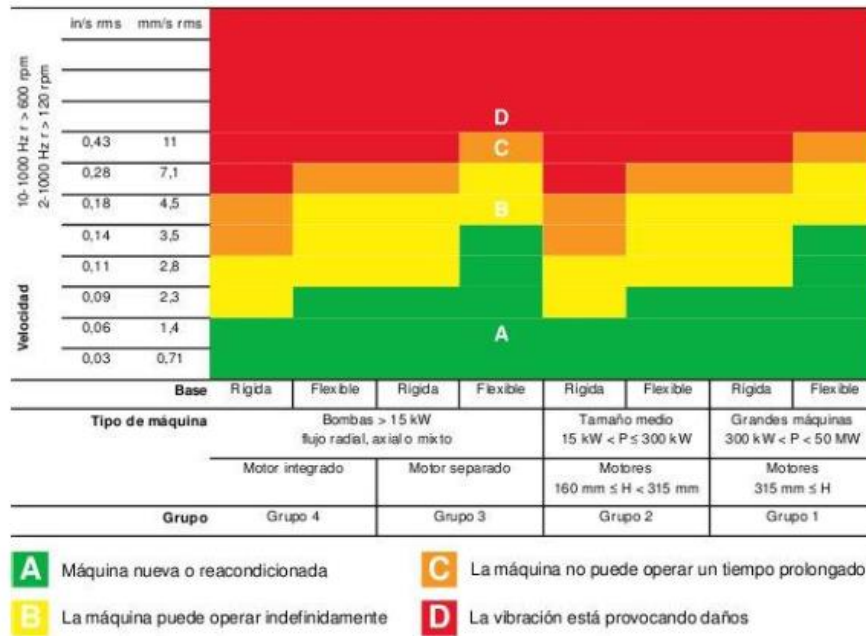 in/s rms mm/s rms
10-1000 Hz r > 600 rpm
2-1000 Hz r > 120 rpm
Velocidad
D
0,43 11
C
0,28 7,1
0,18 4,5
B
0,14 3,5
0,11 2,8
0,09 2,3
0,06 1,4
A
0,03 0,71
Base Rígida Flexible Rígida Flexible Rígida Flexible Rígida Flexible
Tipo de máquina Bombas > 15 kW Tamaño medio Grandes máquinas
flujo radial, axial o mixto 15 kW < P ≤ 300 kW 300 kW < P < 50 MW
Motor integrado Motor separado Motores Motores
160 mm ≤ H < 315 mm 315 mm ≤ H
Grupo Grupo 4 Grupo 3 Grupo 2 Grupo 1
A Máquina nueva o reacondicionada C La máquina no puede operar un tiempo prolongado
B La máquina puede operar indefinidamente D La vibración está provocando daños